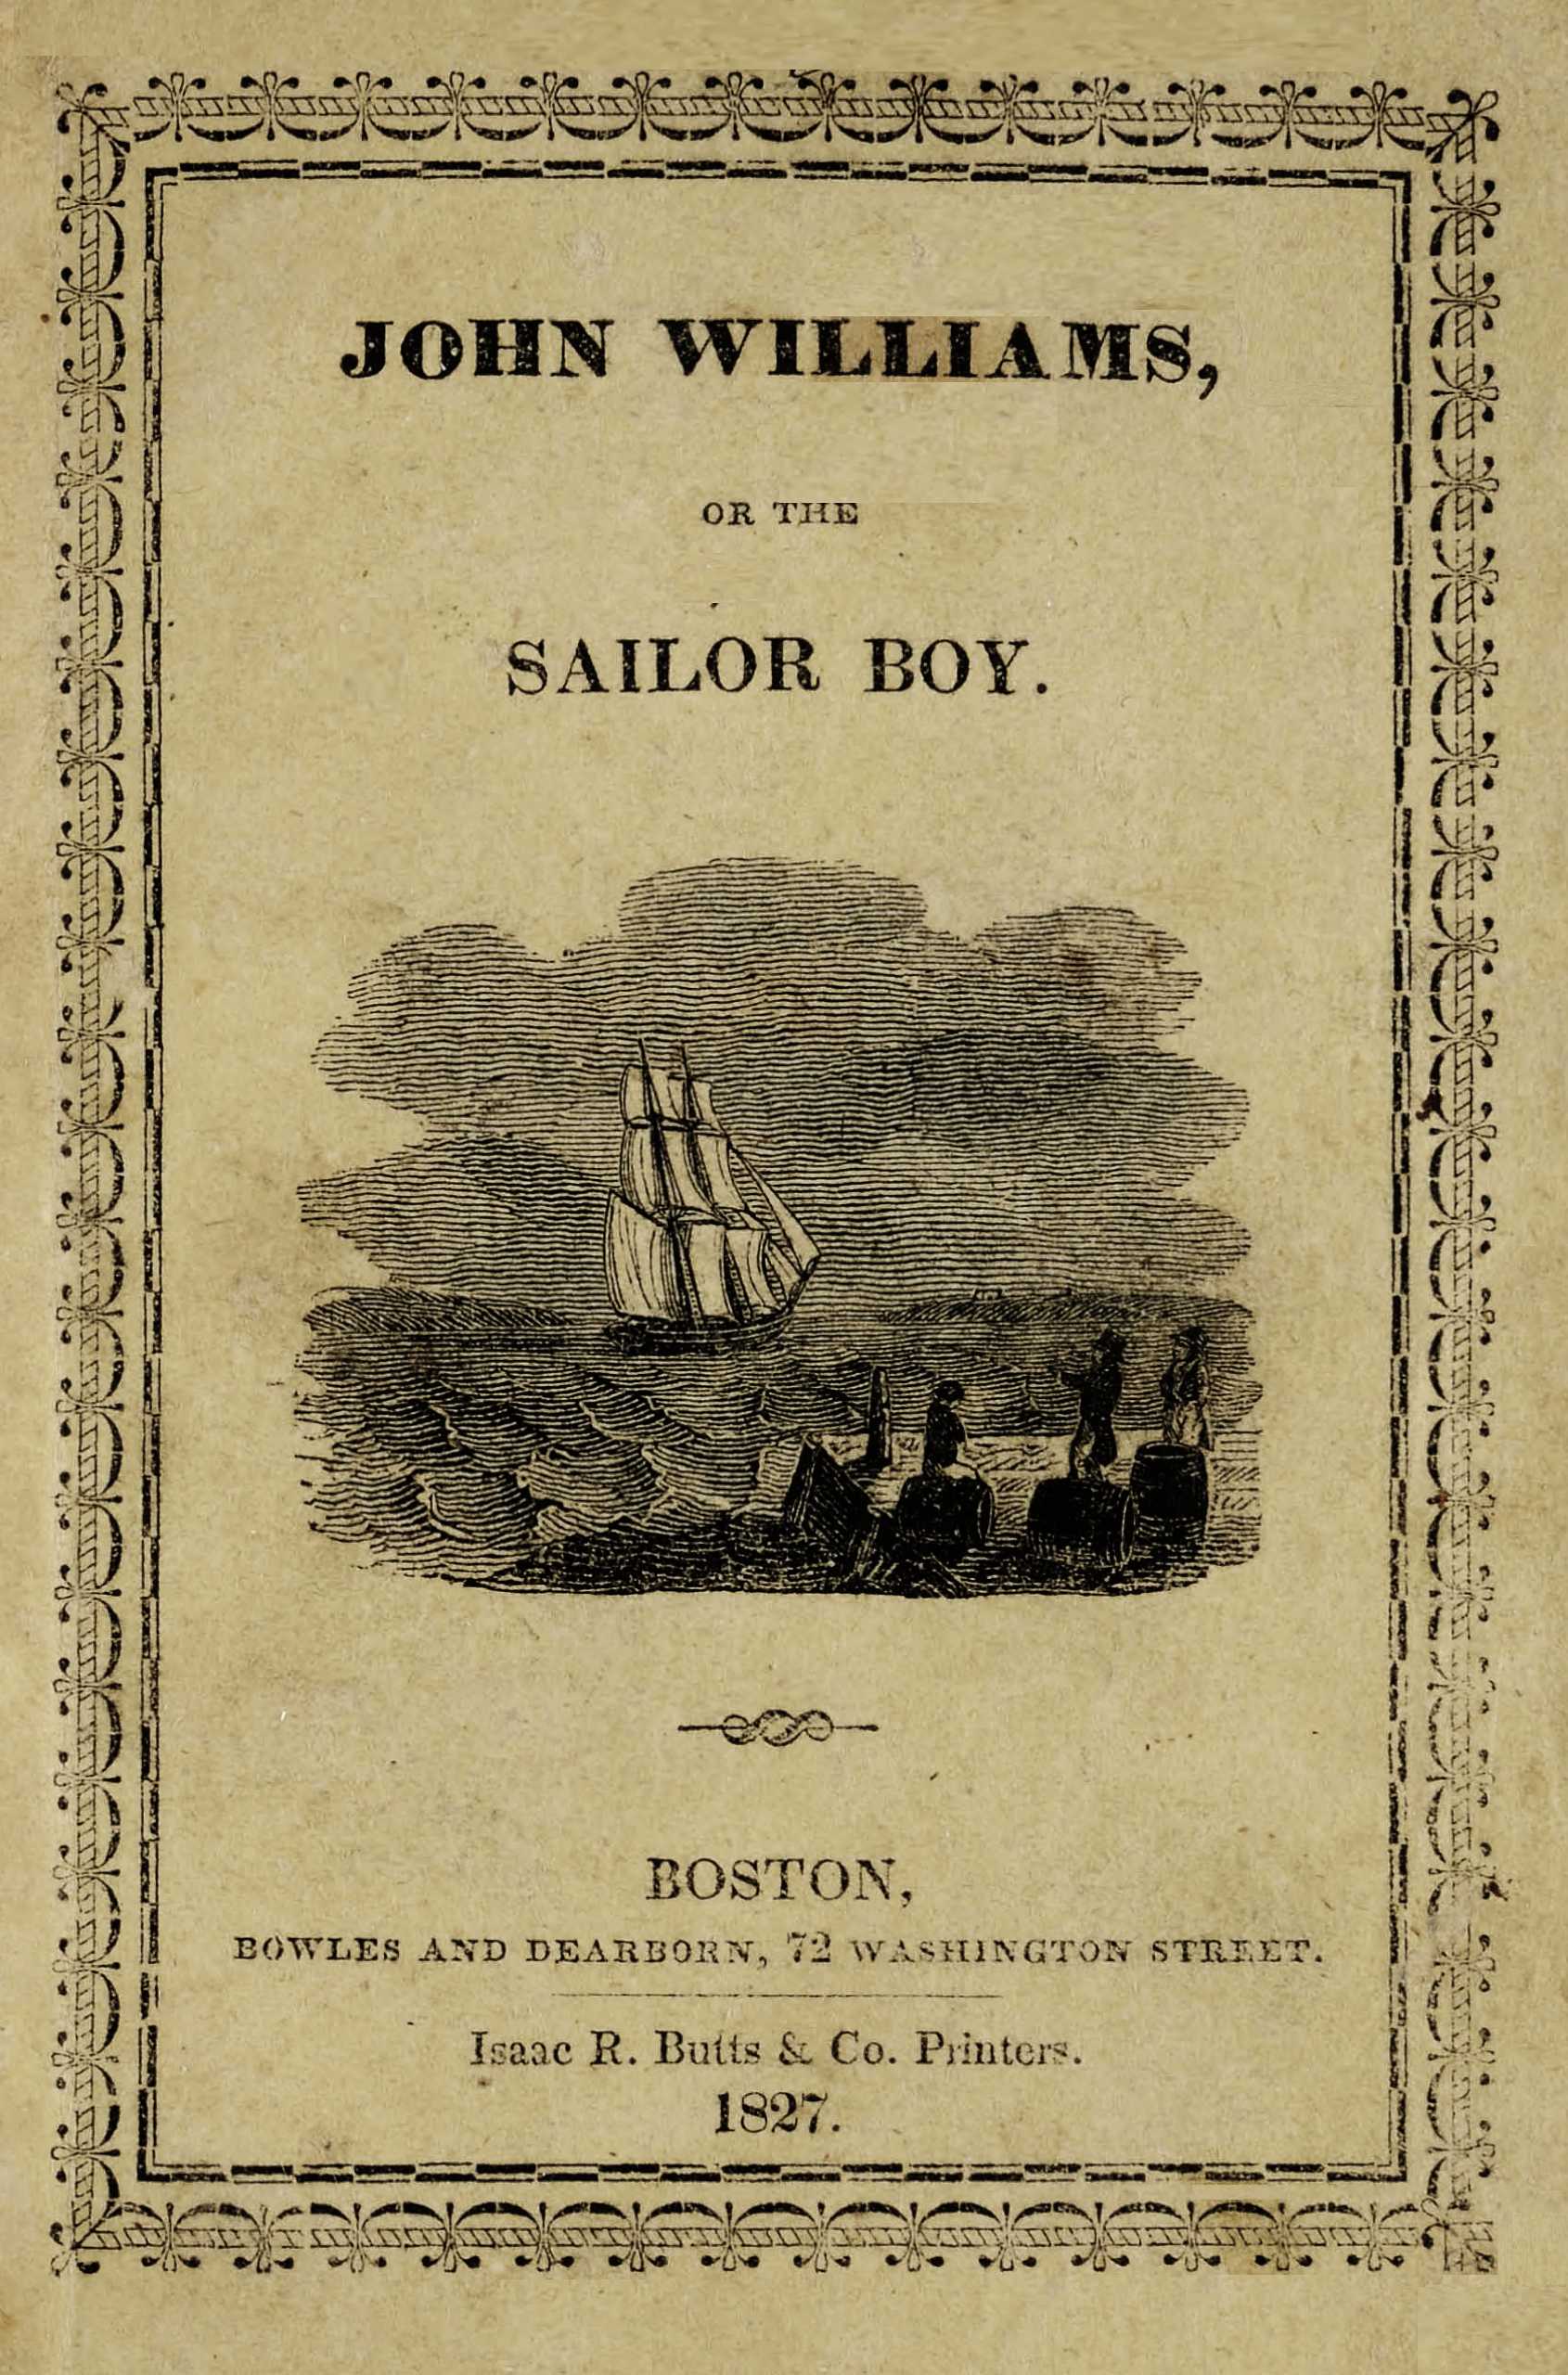 JOHN WILLIAMS,
OR THE
SAILOR BOY.
BOSTON,
BOWLES AND DEARBORN, 72 WASHINGTON STREET.
Isaac R. Butts & Co. Printers.
1827.